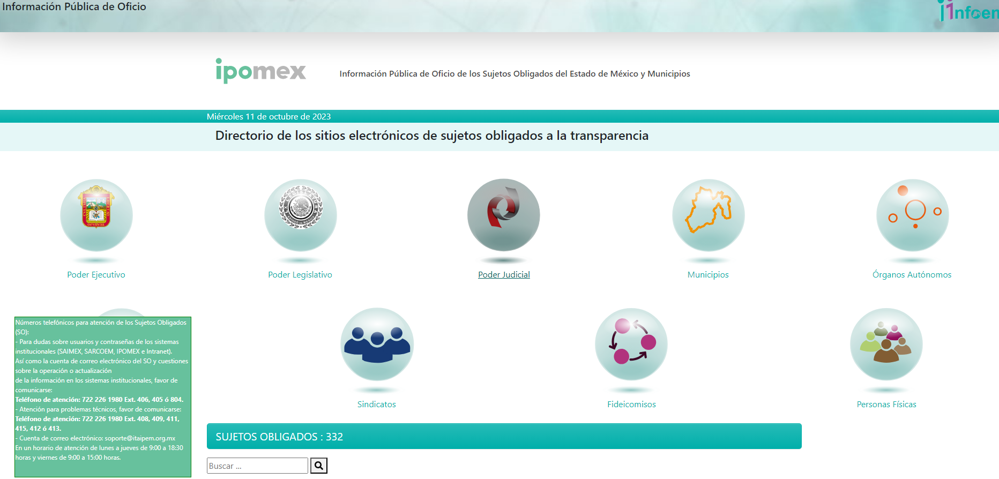 Información Pública de Oficio
infoem
ipomex
Información Pública de Oficio de los Sujetos Obligados del Estado de México y Municipios
Miércoles 11 de octubre de 2023
Directorio de los sitios electrónicos de sujetos obligados a la transparencia
Poder Ejecutivo
Poder Legislativo
Poder Judicial
Municipios
Órganos Autónomos
Sindicatos
Fideicomisos
Personas Físicas
Números telefónicos para atención de los Sujetos Obligados
(SO):
- Para dudas sobre usuarios y contraseñas de los sistemas
institucionales (SAIMEX, SARCOEM, IPOMEX e Intranet).
Así como la cuenta de correo electrónico del SO y cuestiones
sobre la operación o actualización
de la información en los sistemas institucionales, favor de
comunicarse:
Teléfono de atención: 722 226 1980 Ext. 406, 405 ó 804.
- Atención para problemas técnicos, favor de comunicarse:
Teléfono de atención: 722 226 1980 Ext. 408, 409, 411,
415, 412 ó 413.
- Cuenta de correo electrónico: soporte@itaipem.org.mx
En un horario de atención de lunes a jueves de 9:00 a 18:30
horas y viernes de 9:00 a 15:00 horas.
SUJETOS OBLIGADOS : 332
Buscar ...